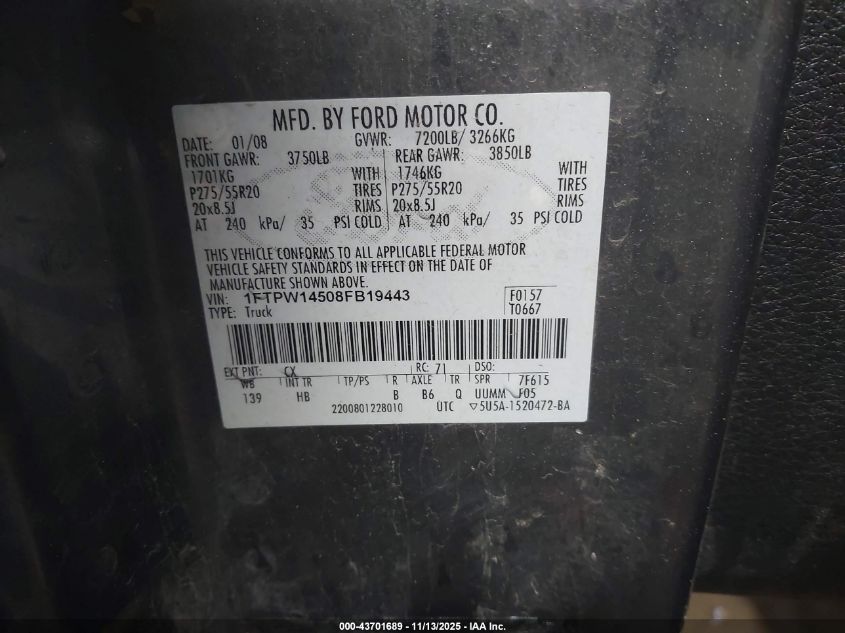 MFD. BY FORD MOTOR CO.
DATE: 01/08 GVWR: 7200LB/ 3266KG
FRONT GAWR: 3750LB REAR GAWR: 3850LB
1701KG WITH 1746KG WITH
P275/55R20 TIRES P275/55R20 TIRES
20x8.5J RIMS 20x8.5J RIMS
AT 240 kPa/ 35 PSI COLD AT 240 kPa/ 35 PSI COLD
THIS VEHICLE CONFORMS TO ALL APPLICABLE FEDERAL MOTOR
VEHICLE SAFETY STANDARDS IN EFFECT ON THE DATE OF
MANUFACTURE SHOWN ABOVE.
VIN: 1FTPW14508FB19443 F0157
TYPE: Truck T0667
EXT PNT: CX RC: 71 DSO:
WB INT TR TP/PS R AXLE TR SPR 7F615
139 HB B B6 Q UUMM F05
2200801228010 UTC ▽5U5A-1520472-BA
000-43701689 - 11/13/2025 - IAA Inc.